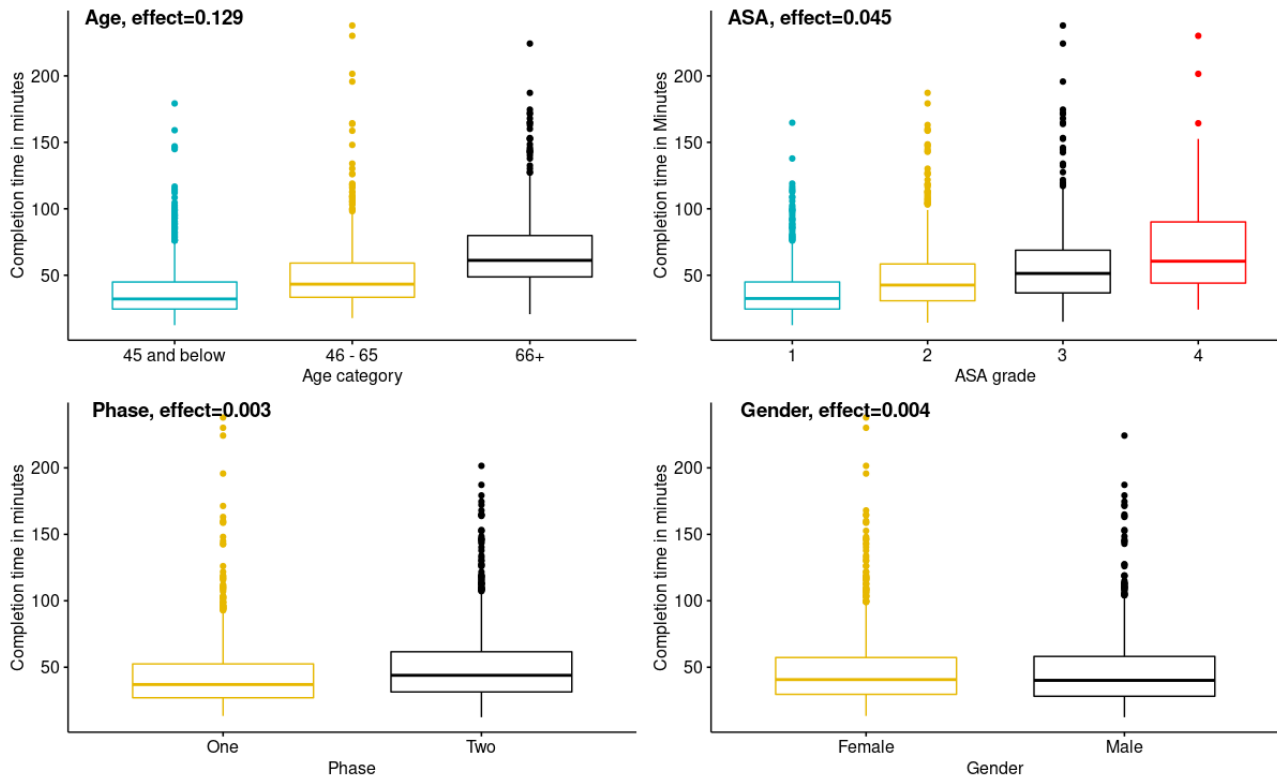 Age, effect=0.129
Completion time in minutes
200
150
100
50
45 and below
46 - 65
66+
Age category
ASA, effect=0.045
Completion time in Minutes
200
150
100
50
1
2
3
4
ASA grade
Phase, effect=0.003
Completion time in minutes
200
150
100
50
One
Two
Phase
Gender, effect=0.004
Completion time in minutes
200
150
100
50
Female
Male
Gender